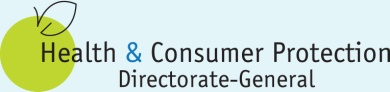 Health & Consumer Protection
Directorate-General